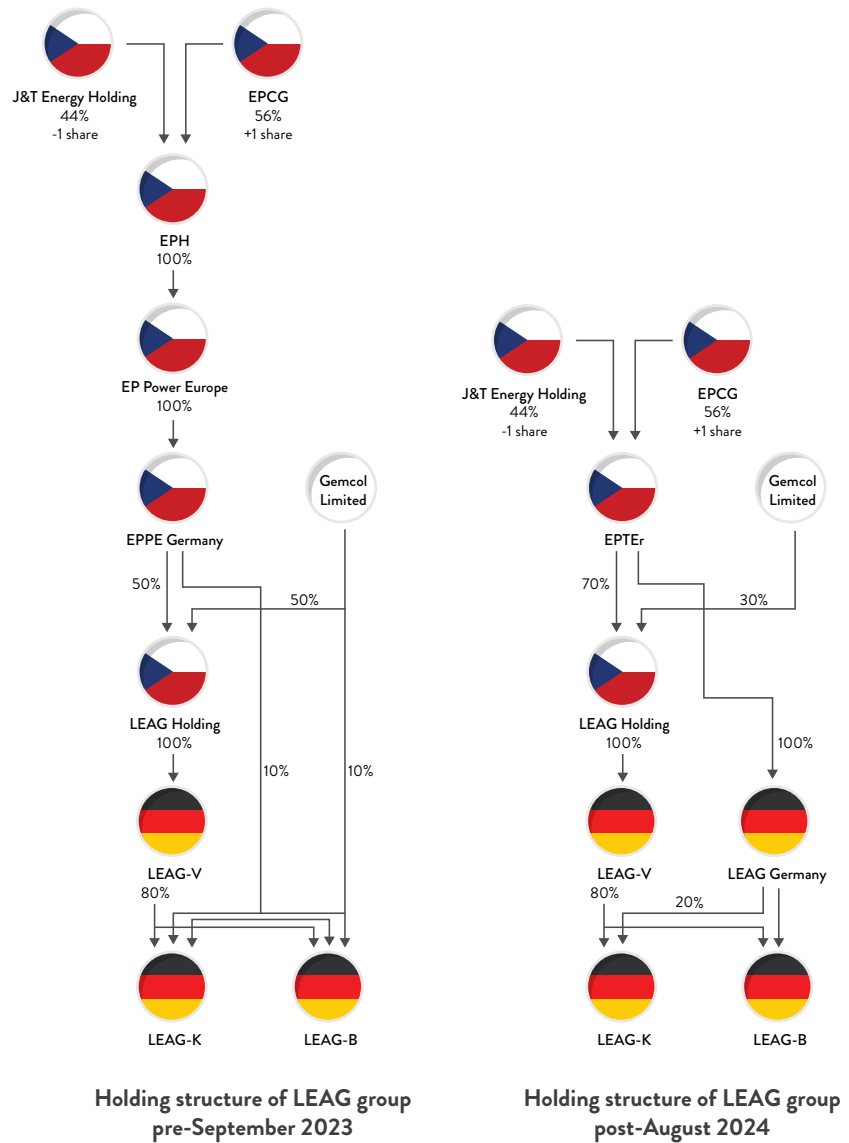 J&T Energy Holding
44%
-1 share
EPCG
56%
+1 share
EPH
100%
EP Power Europe
100%
EPPE Germany
Gemcol
Limited
50%
50%
LEAG Holding
100%
10%
10%
LEAG-V
80%
LEAG-K
LEAG-B
Holding structure of LEAG group
pre-September 2023
J&T Energy Holding
44%
-1 share
EPCG
56%
+1 share
EPTEr
Gemcol
Limited
70%
30%
LEAG Holding
100%
100%
LEAG-V
LEAG Germany
80%
20%
LEAG-K
LEAG-B
Holding structure of LEAG group
post-August 2024